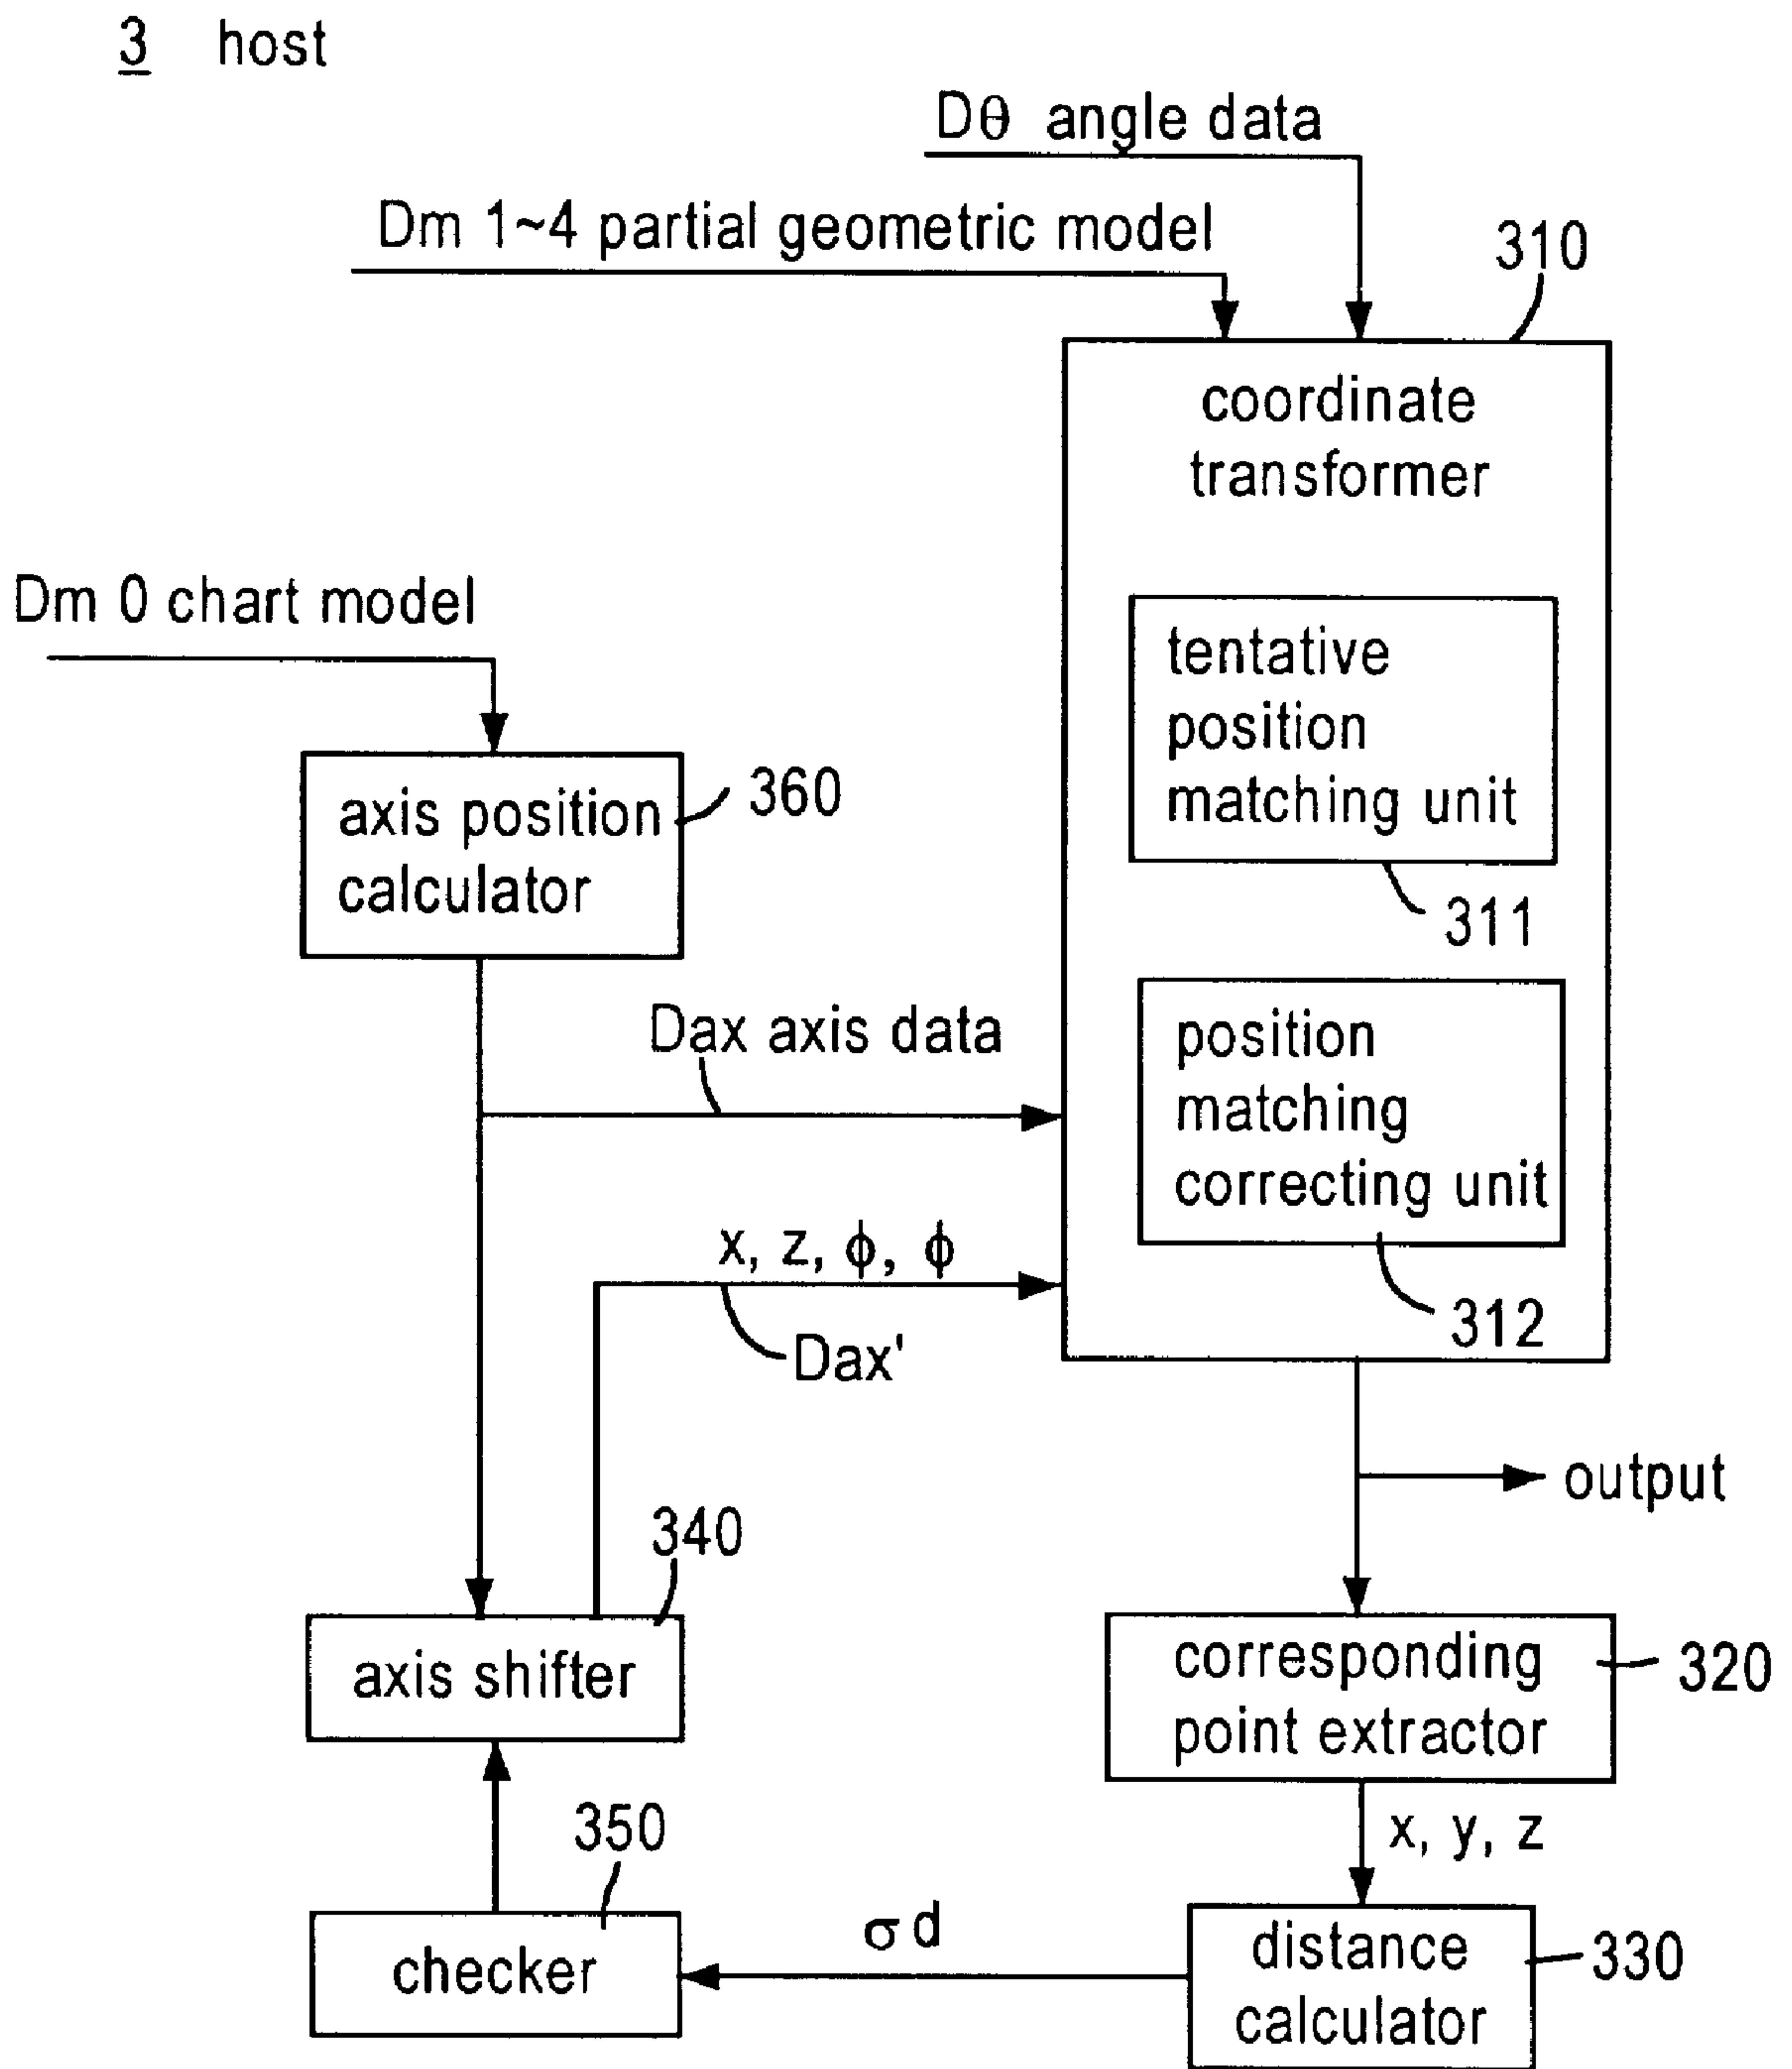 3 host
Dθ angle data
Dm 1~4 partial geometric model
310
coordinate
transformer
Dm 0 chart model
tentative
position
matching unit
311
axis position
calculator
360
Dax axis data
position
matching
correcting unit
312
x, z, ϕ, ϕ
Dax'
output
340
axis shifter
corresponding
point extractor
320
x, y, z
350
checker
σd
distance
calculator
330